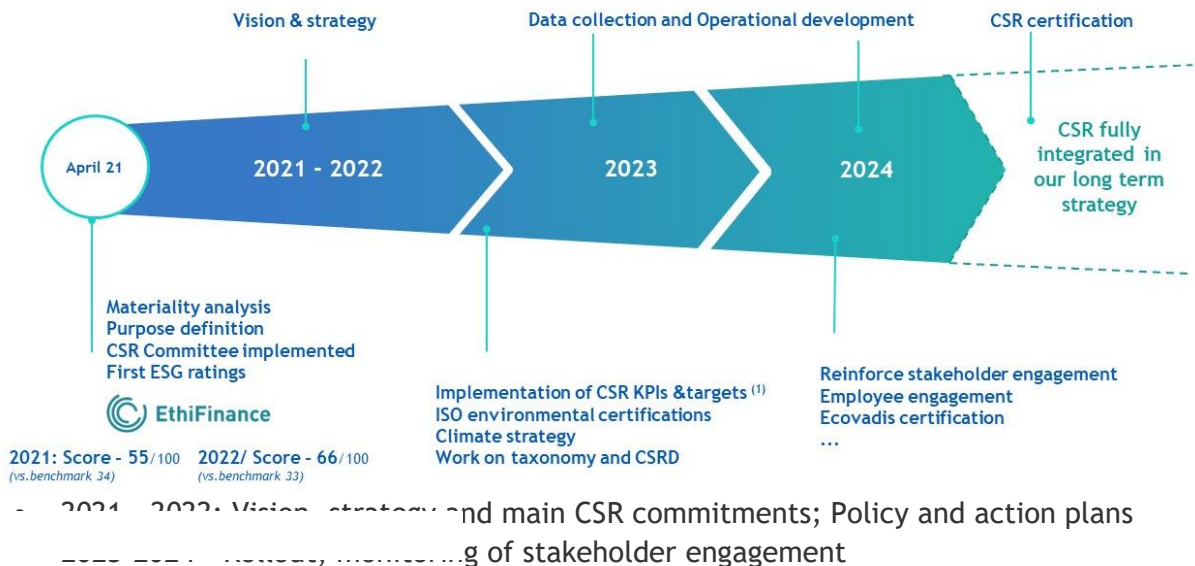 Vision & strategy
Data collection and Operational development
CSR certification
April 21
2021 - 2022
2023
2024
CSR fully
integrated in
our long term
strategy
Materiality analysis
Purpose definition
CSR Committee implemented
First ESG ratings
EthiFinance
2021: Score - 55/100
(vs.benchmark 34)
2022/ Score - 66/100
(vs.benchmark 33)
Implementation of CSR KPIs &targets (1)
ISO environmental certifications
Climate strategy
Work on taxonomy and CSRD
Reinforce stakeholder engagement
Employee engagement
Ecovadis certification
...
and main CSR commitments; Policy and action plans
of stakeholder engagement